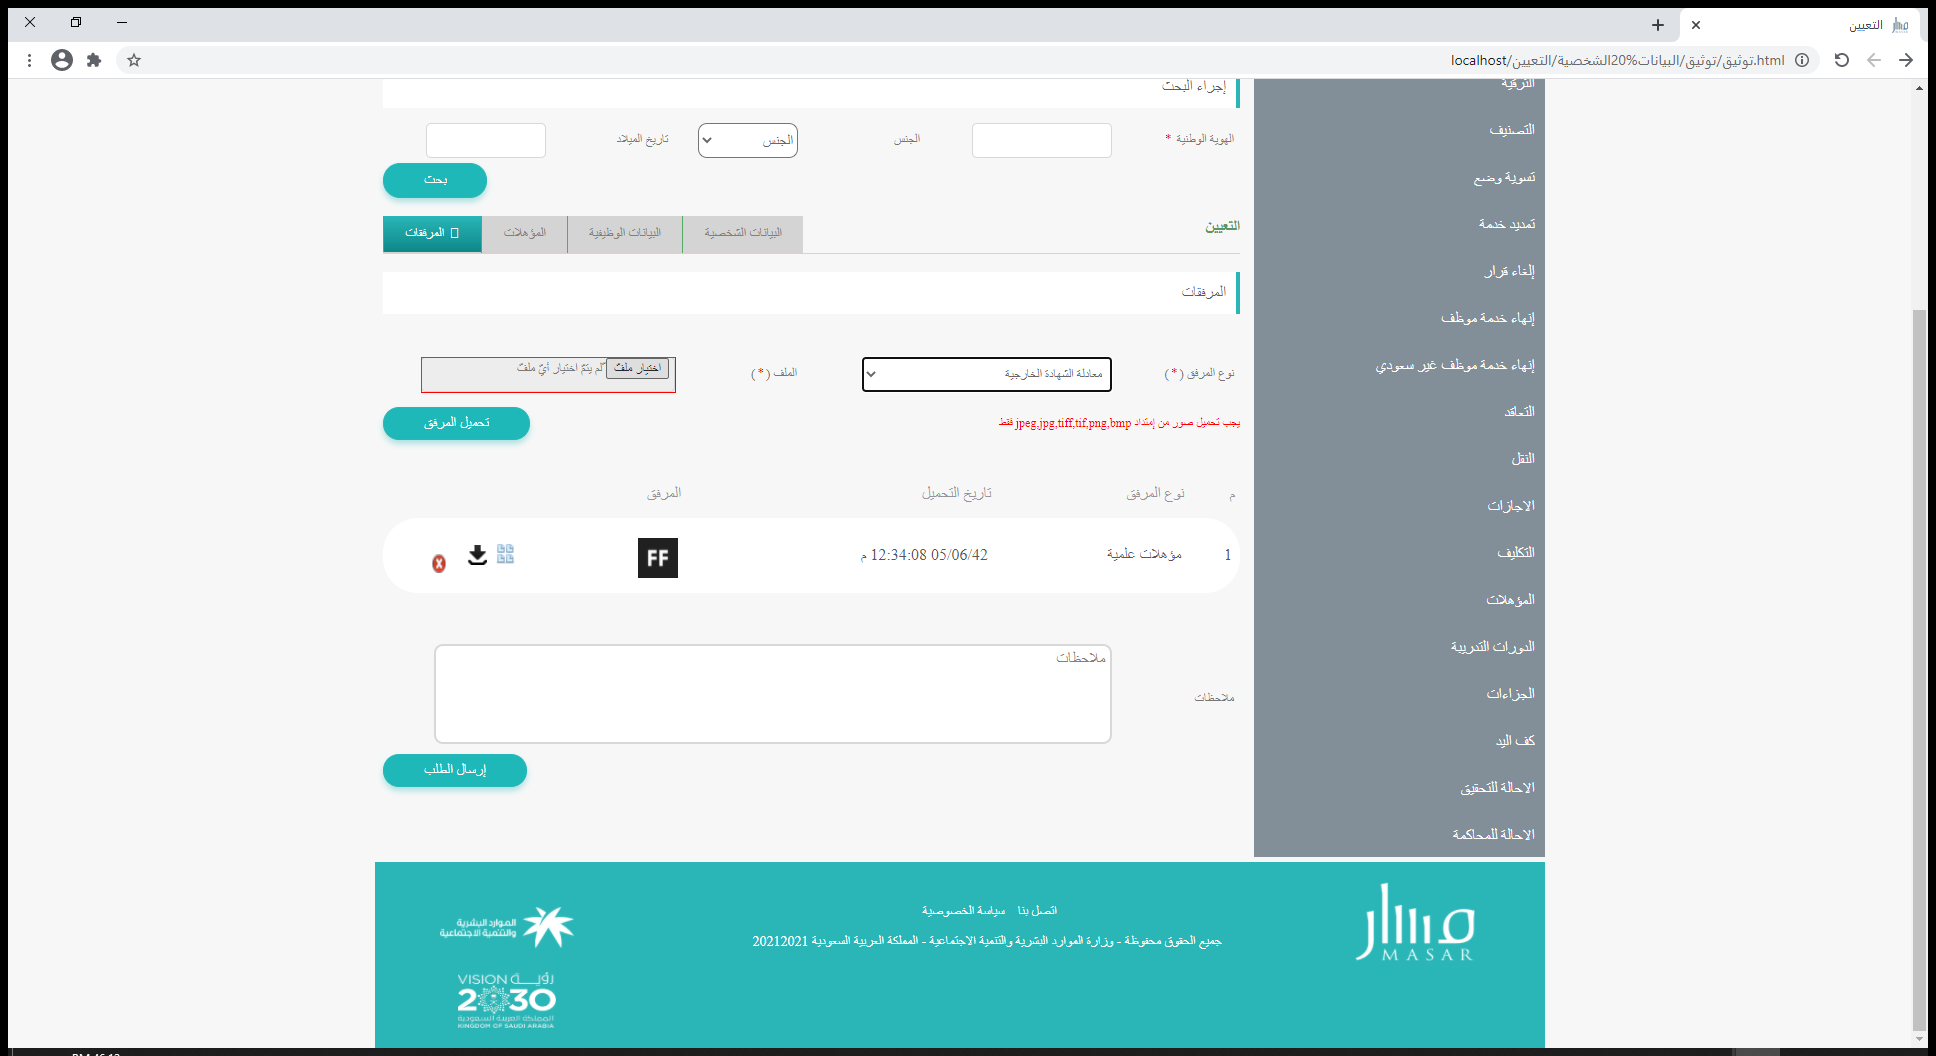 التعيين
localhost/التعيين/البيانات%20الشخصية/توثيق/توثيق.html
الترقية
التصنيف
تسوية وضع
تمديد خدمة
إلغاء قرار
إنهاء خدمة موظف
إنهاء خدمة موظف غير سعودي
التعاقد
النقل
الاجازات
التكليف
المؤهلات
الدورات التدريبة
الجزاءات
كف اليد
الاحالة للتحقيق
الاحالة للمحاكمة
إجراء البحث
الهوية الوطنية *
الجنس
الجنس
تاريخ الميلاد
بحث
التعيين
البيانات الشخصية
البيانات الوظيفية
المؤهلات
المرفقات
المرفقات
نوع المرفق (*)
معادلة الشهادة الخارجية
الملف (*)
اختيار ملفّ لم يتمّ اختيار أيّ ملفّ
يجب تحميل صور من إمتداد jpeg,jpg,tiff,tif,png,bmp فقط
تحميل المرفق
م نوع المرفق تاريخ التحميل المرفق
1 مؤهلات علمية 05/06/42 12:34:08 م FF
ملاحظات
ملاحظات
إرسال الطلب
مسار
MASAR
اتصل بنا سياسة الخصوصية
جميع الحقوق محفوظة - وزارة الموارد البشرية والتنمية الاجتماعية - المملكة العربية السعودية 20212021
الموارد البشرية
والتنمية الاجتماعية
VISION رؤيــــة
2030
المملكة العربية السعودية
KINGDOM OF SAUDI ARABIA